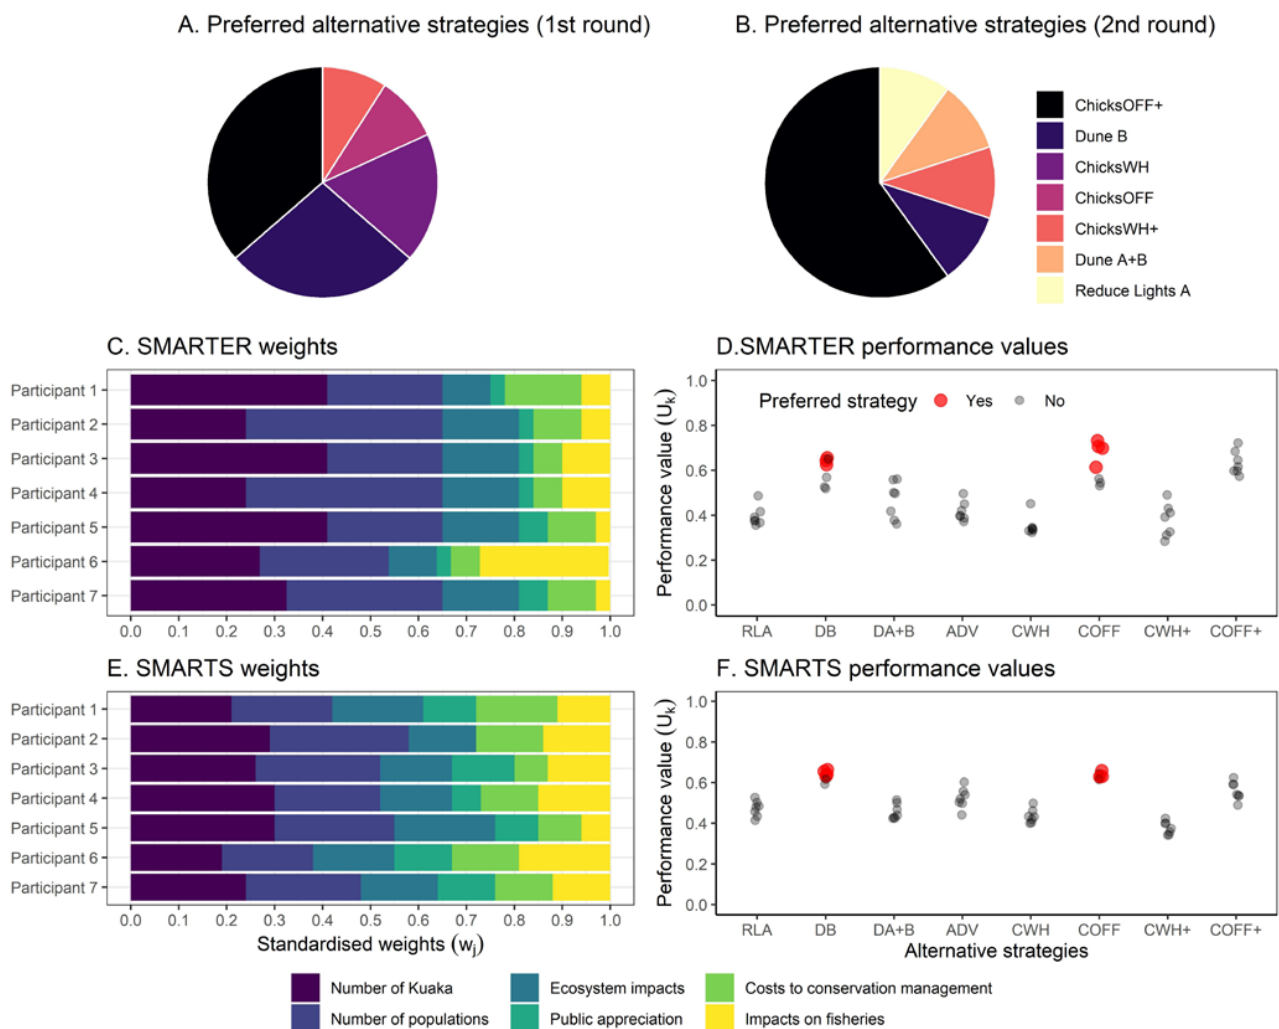 A. Preferred alternative strategies (1st round)
B. Preferred alternative strategies (2nd round)
ChicksOFF+
Dune B
ChicksWH
ChicksOFF
ChicksWH+
Dune A+B
Reduce Lights A
C. SMARTER weights
Participant 1
Participant 2
Participant 3
Participant 4
Participant 5
Participant 6
Participant 7
0.0 0.1 0.2 0.3 0.4 0.5 0.6 0.7 0.8 0.9 1.0
D.SMARTER performance values
Performance value (Uk)
Preferred strategy Yes No
1.0
0.8
0.6
0.4
0.2
0.0
RLA DB DA+B ADV CWH COFF CWH+ COFF+
E. SMARTS weights
Participant 1
Participant 2
Participant 3
Participant 4
Participant 5
Participant 6
Participant 7
0.0 0.1 0.2 0.3 0.4 0.5 0.6 0.7 0.8 0.9 1.0
Standardised weights (wj)
F. SMARTS performance values
Performance value (Uk)
1.0
0.8
0.6
0.4
0.2
0.0
RLA DB DA+B ADV CWH COFF CWH+ COFF+
Alternative strategies
Number of Kuaka Ecosystem impacts Costs to conservation management
Number of populations Public appreciation Impacts on fisheries